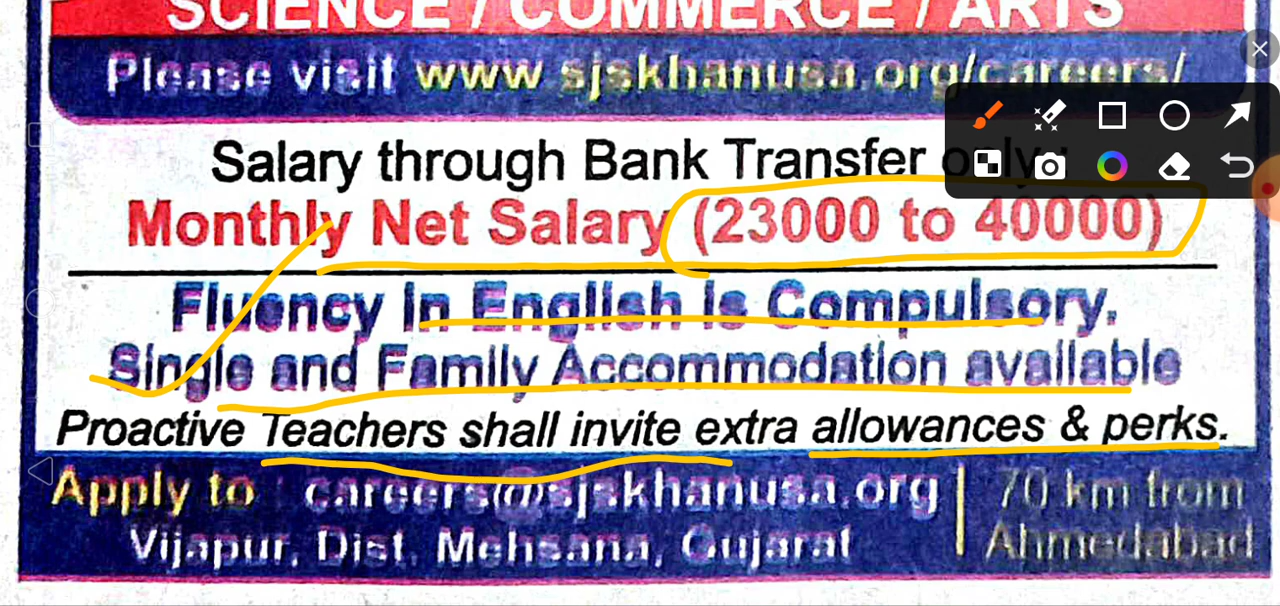 SCIENCE / COMMERCE / ARTS
Please visit www sjskhanusa.org/careers/
Salary through Bank Transfer only :
Monthly Net Salary (23000 to 40000)
Fluency in English is Compulsory.
Single and Family Accommodation available
Proactive Teachers shall invite extra allowances & perks.
Apply to : careers@sjskhanusa.org
Vijapur, Dist. Mehsana, Gujarat
70 km from
Ahmedabad